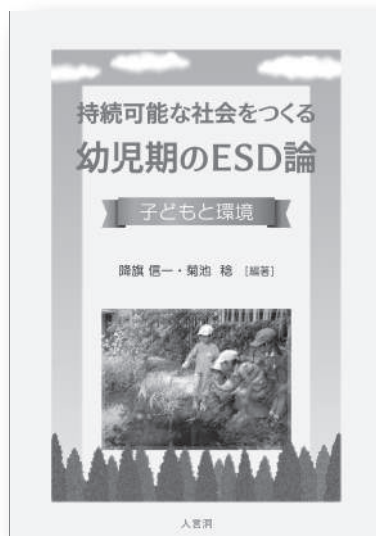 持続可能な社会をつくる
幼児期のESD論
子どもと環境
降旗 信一・菊池 稔 [編著]
人言洞